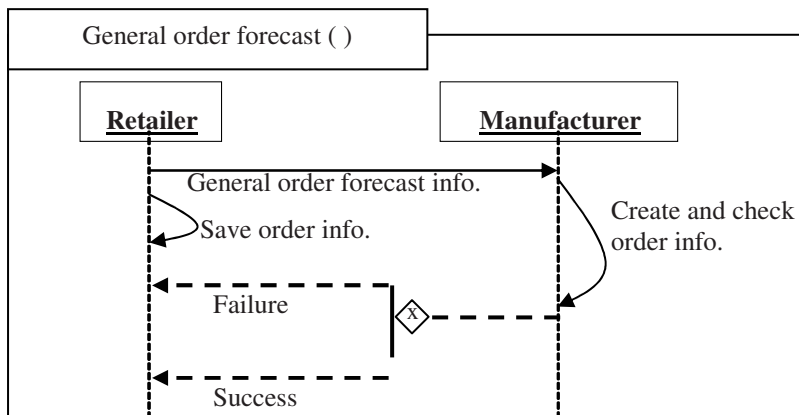 General order forecast ( )
Retailer
Manufacturer
General order forecast info.
Save order info.
Create and check
order info.
Failure
x
Success